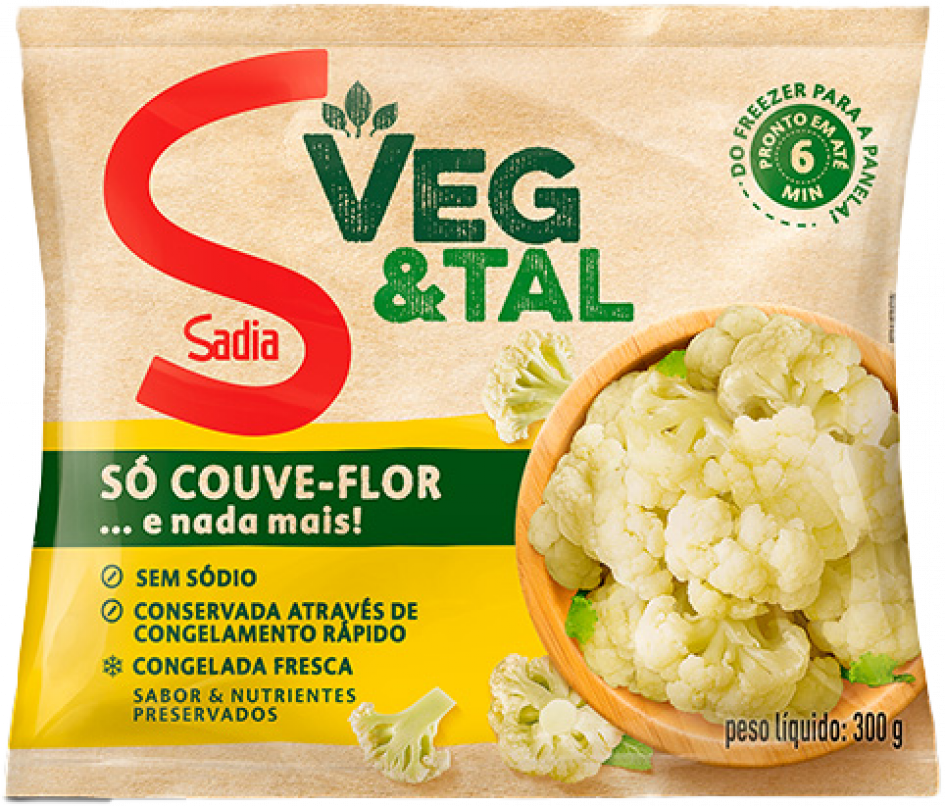 VEG
&TAL
Sadia
DO FREEZER PARA A PANELA!
PRONTO EM ATÉ
6
MIN
SÓ COUVE-FLOR
... e nada mais!
SEM SÓDIO
CONSERVADA ATRAVÉS DE
CONGELAMENTO RÁPIDO
CONGELADA FRESCA
SABOR & NUTRIENTES
PRESERVADOS
peso líquido: 300 g